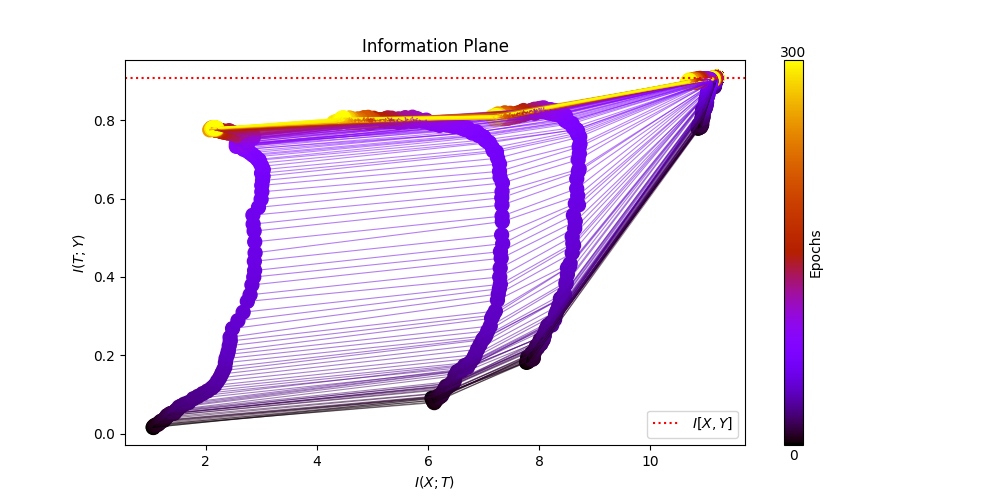 Information Plane
300
0.8
0.6
0.4
0.2
0.0
I(T; Y)
Epochs
I[X, Y]
2
4
6
8
10
0
I(X; T)